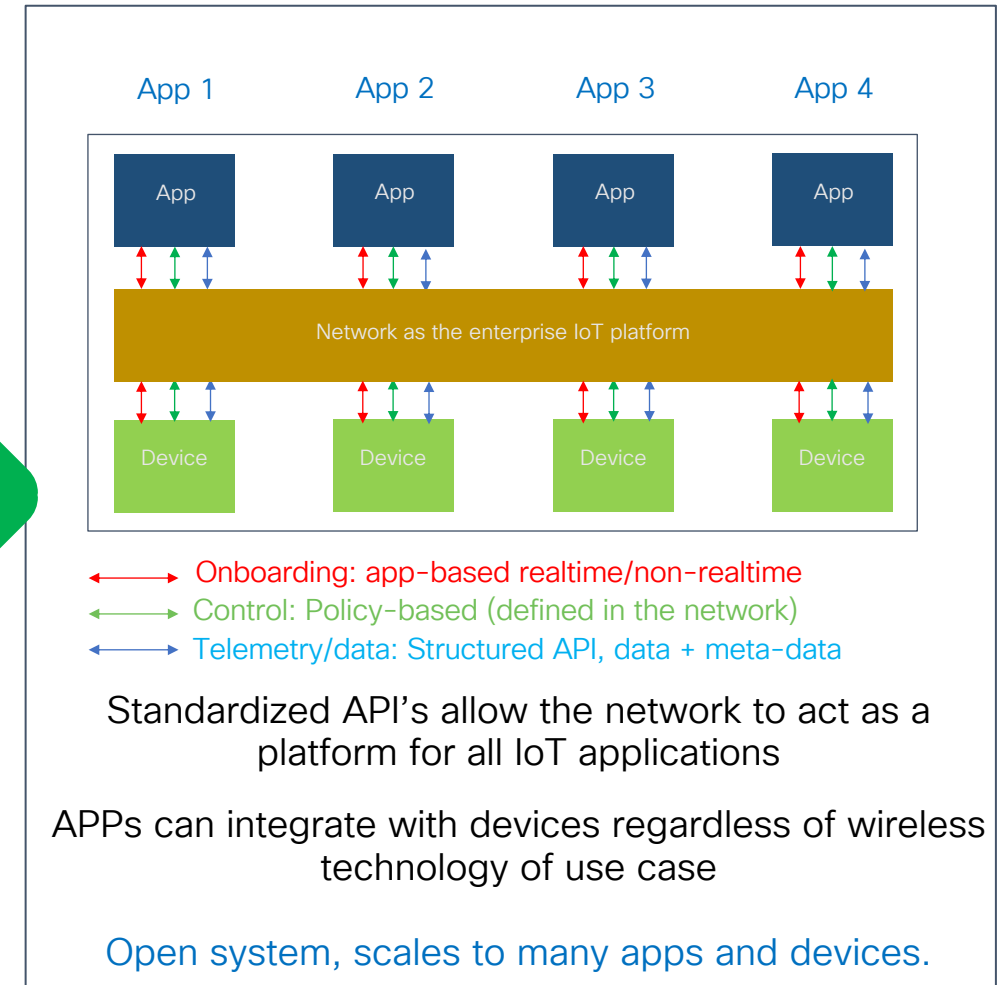 App 1 App 2 App 3 App 4
App App App App
Network as the enterprise IoT platform
Device Device Device Device
Onboarding: app-based realtime/non-realtime
Control: Policy-based (defined in the network)
Telemetry/data: Structured API, data + meta-data
Standardized API’s allow the network to act as a
platform for all IoT applications
APPs can integrate with devices regardless of wireless
technology of use case
Open system, scales to many apps and devices.